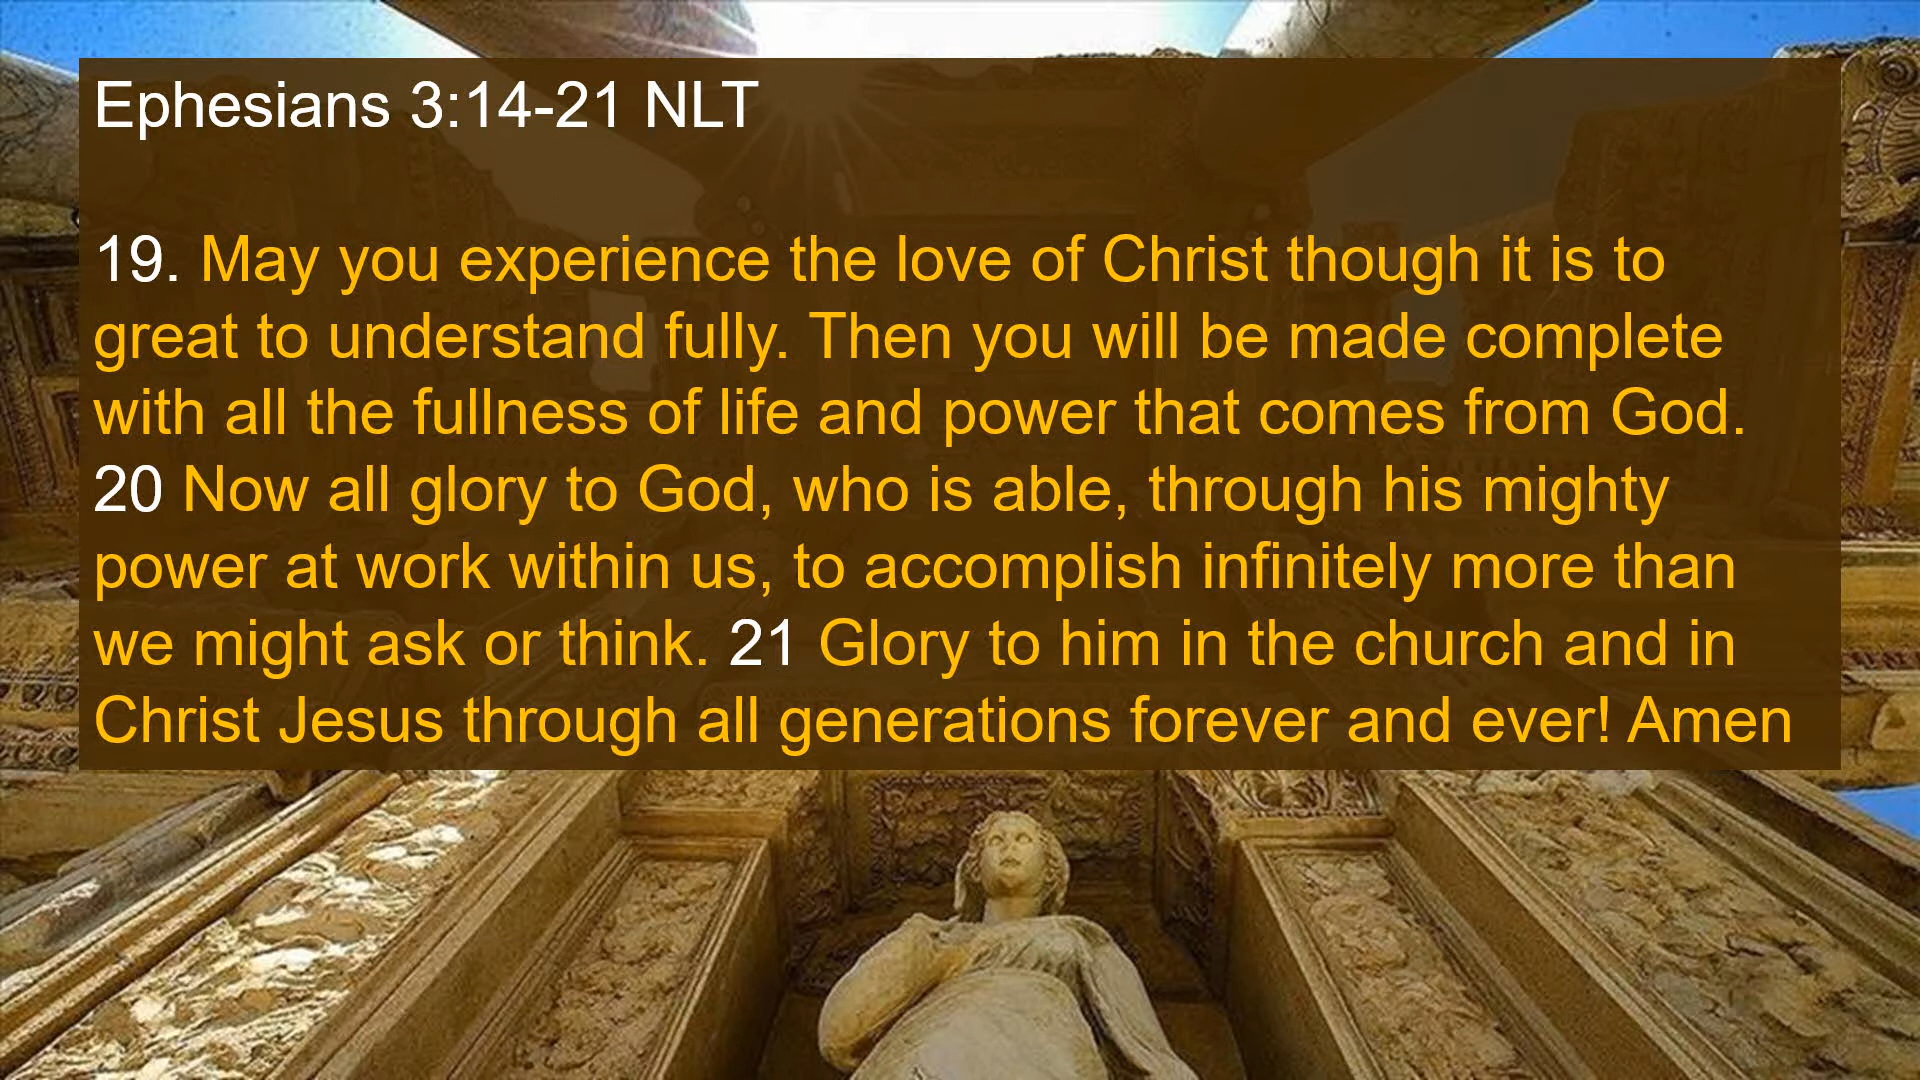 Ephesians 3:14-21 NLT
19. May you experience the love of Christ though it is to
great to understand fully. Then you will be made complete
with all the fullness of life and power that comes from God.
20 Now all glory to God, who is able, through his mighty
power at work within us, to accomplish infinitely more than
we might ask or think. 21 Glory to him in the church and in
Christ Jesus through all generations forever and ever! Amen